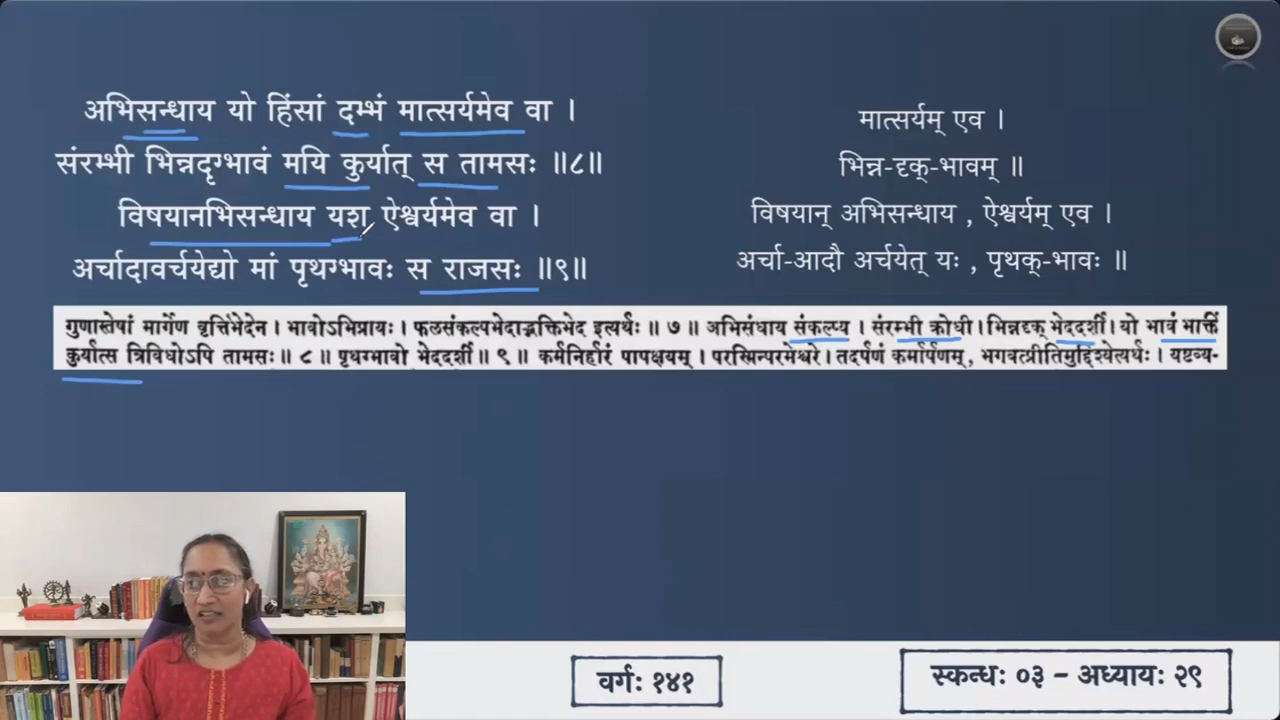 अभिसन्धाय यो हिंसां दम्भं मात्सर्यमेव वा ।
संरम्भी भिन्नदृग्भावं मयि कुर्यात् स तामसः ॥८॥
विषयानभिसन्धाय यश ऐश्वर्यमेव वा ।
अर्चादावर्चयेद्यो मां पृथग्भावः स राजसः ॥९॥
मात्सर्यम् एव ।
भिन्न-दृक्-भावम् ॥
विषयान् अभिसन्धाय , ऐश्वर्यम् एव ।
अर्चा-आदौ अर्चयेत् यः , पृथक्-भावः ॥
गुणास्तेषां मार्गेण वृत्तिभेदेन । भावोऽभिप्रायः । फलसंकल्पभेदाद्भक्तिभेद इत्यर्थः ॥ ७ ॥ अभिसंधाय संकल्प्य । संरम्भी क्रोधी । भिन्नदृक् भेददर्शी । यो भावं भक्तिं
कुर्यात्स त्रिविधोऽपि तामसः ॥ ८ ॥ पृथग्भावो भेददर्शी ॥ ९ ॥ कर्मनिर्हारं पापक्षयम् । परस्मिन्परमेश्वरे । तदर्पणं कर्मार्पणम्, भगवत्प्रीतिमुद्दिश्येत्यर्थः । यष्टव्य-
वर्गः १४१
स्कन्धः ०३ – अध्यायः २९